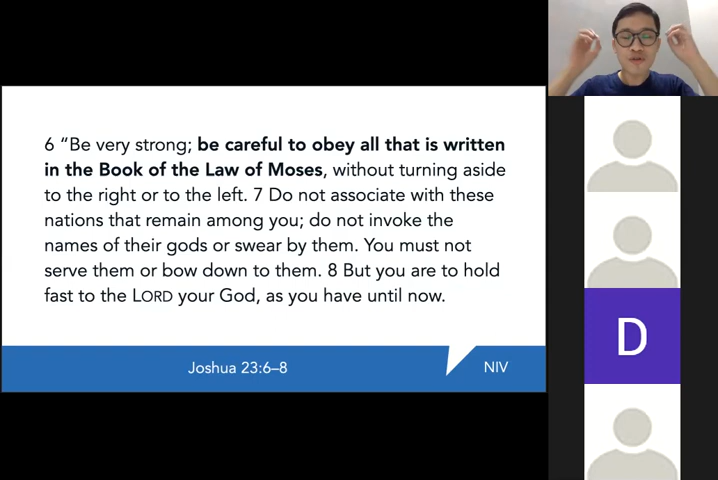 6 “Be very strong; be careful to obey all that is written
in the Book of the Law of Moses, without turning aside
to the right or to the left. 7 Do not associate with these
nations that remain among you; do not invoke the
names of their gods or swear by them. You must not
serve them or bow down to them. 8 But you are to hold
fast to the LORD your God, as you have until now.
Joshua 23:6–8
NIV
D